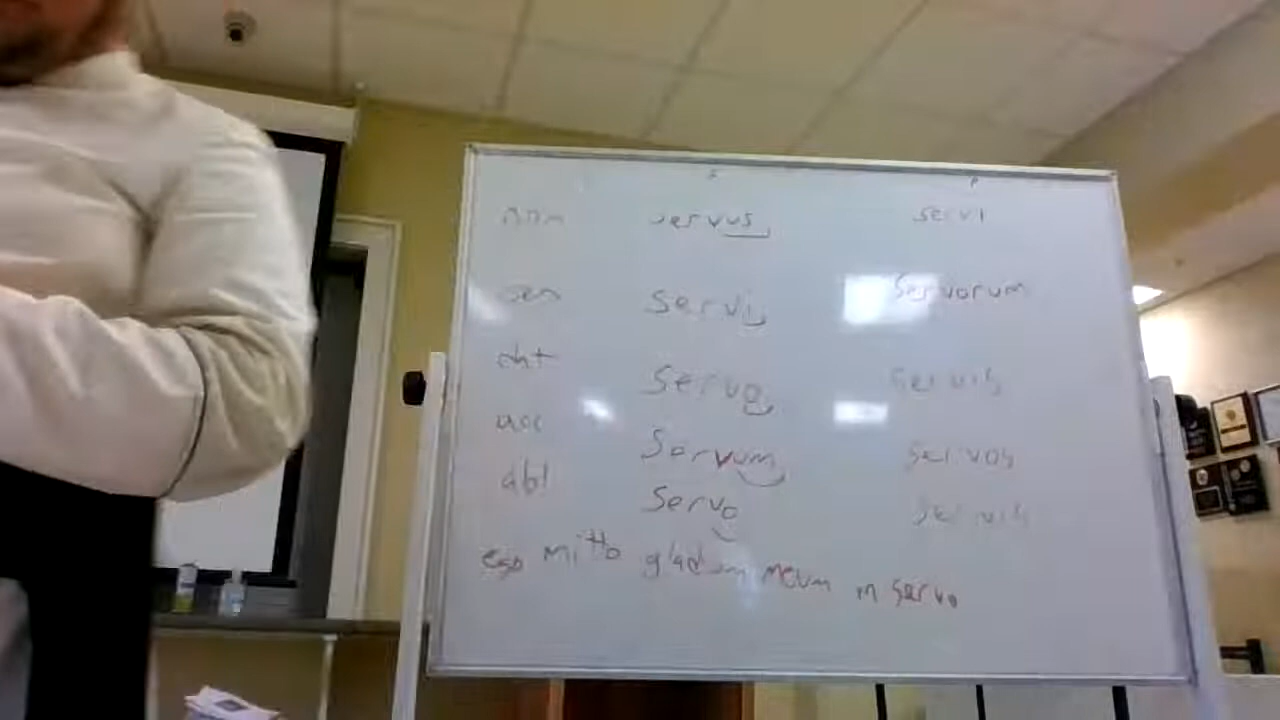 S P
nom servus servi
gen servi servorum
dat servo servis
acc servum servos
abl servo servis
ego mitto gladium meum in servo